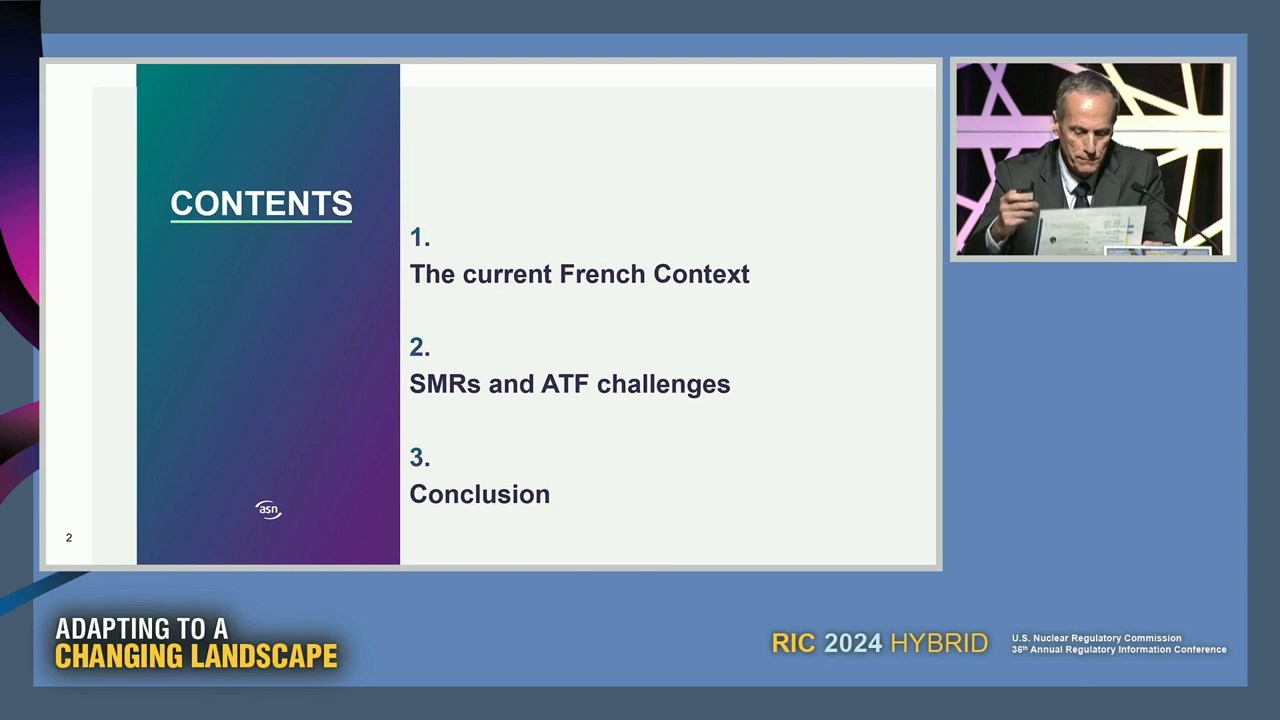 CONTENTS
1.
The current French Context
2.
SMRs and ATF challenges
3.
Conclusion
asn
2
ADAPTING TO A
CHANGING LANDSCAPE
RIC 2024 HYBRID
U.S. Nuclear Regulatory Commission
36th Annual Regulatory Information Conference